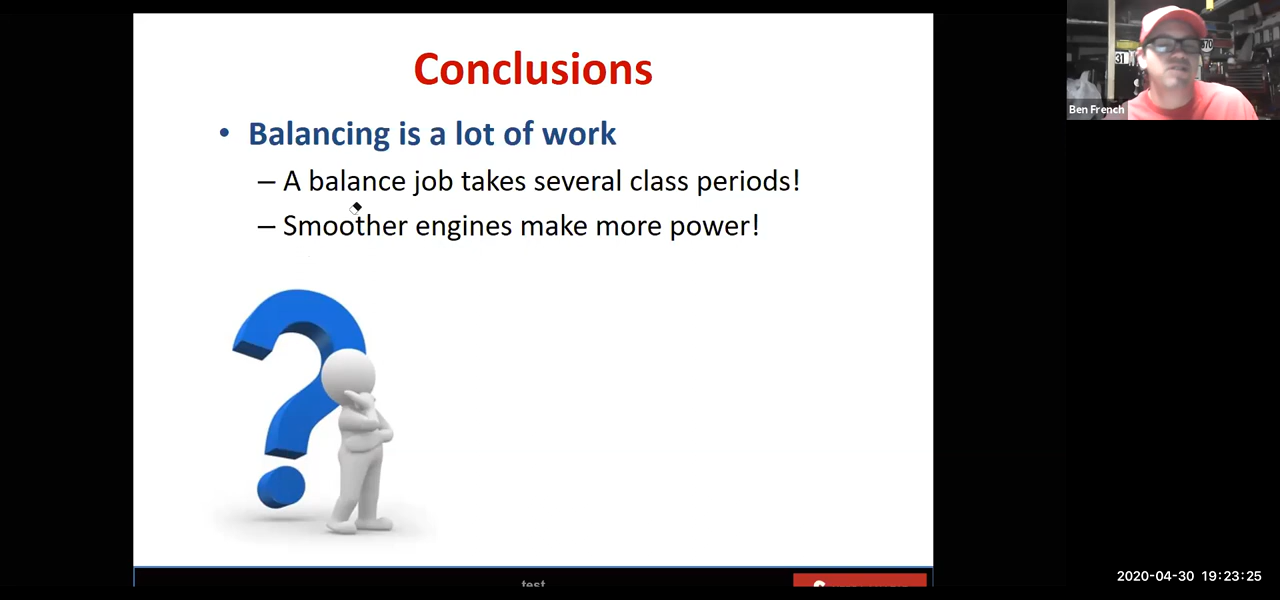 Conclusions
• Balancing is a lot of work
– A balance job takes several class periods!
– Smoother engines make more power!
Ben French
test
2020-04-30 19:23:25